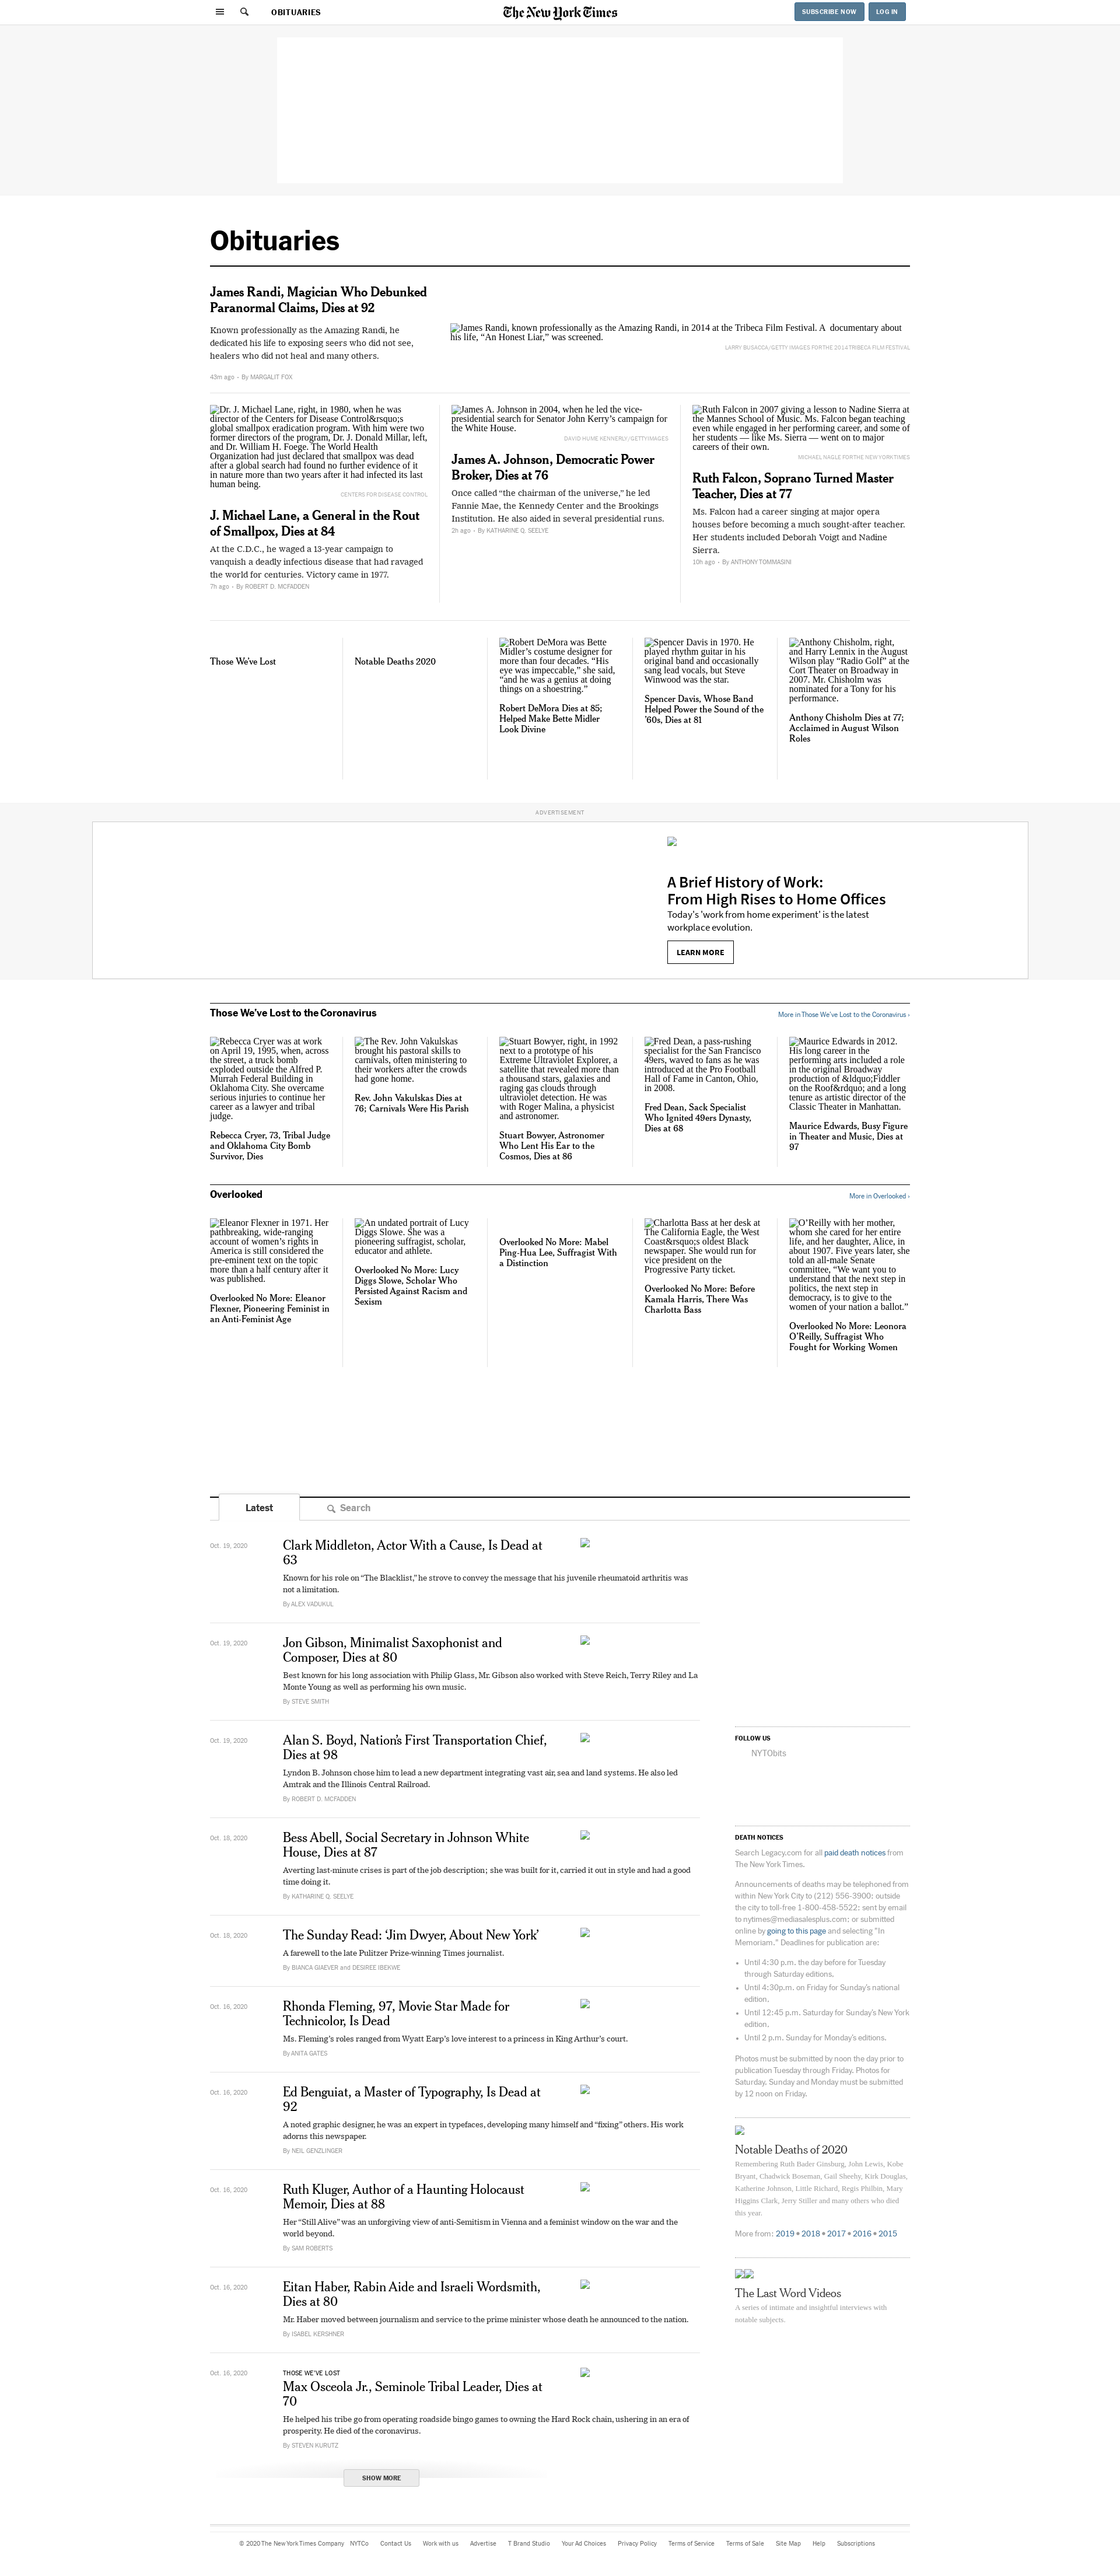 OBITUARIES
The New York Times
SUBSCRIBE NOW
LOG IN
Obituaries
James Randi, Magician Who Debunked
Paranormal Claims, Dies at 92
Known professionally as the Amazing Randi, he
dedicated his life to exposing seers who did not see,
healers who did not heal and many others.
43m ago • By MARGALIT FOX
James Randi, known professionally as the Amazing Randi, in 2014 at the Tribeca Film Festival. A documentary about
his life, “An Honest Liar,” was screened.
LARRY BUSACCA/GETTY IMAGES FOR THE 2014 TRIBECA FILM FESTIVAL
Dr. J. Michael Lane, right, in 1980, when he was
director of the Centers for Disease Control&rsquo;s
global smallpox eradication program. With him were two
former directors of the program, Dr. J. Donald Millar, left,
and Dr. William H. Foege. The World Health
Organization had just declared that smallpox was dead
after a global search had found no further evidence of it
in nature more than two years after it had infected its last
human being.
CENTERS FOR DISEASE CONTROL
J. Michael Lane, a General in the Rout
of Smallpox, Dies at 84
At the C.D.C., he waged a 13-year campaign to
vanquish a deadly infectious disease that had ravaged
the world for centuries. Victory came in 1977.
7h ago • By ROBERT D. MCFADDEN
James A. Johnson in 2004, when he led the vice-
presidential search for Senator John Kerry’s campaign for
the White House.
DAVID HUME KENNERLY/GETTY IMAGES
James A. Johnson, Democratic Power
Broker, Dies at 76
Once called “the chairman of the universe,” he led
Fannie Mae, the Kennedy Center and the Brookings
Institution. He also aided in several presidential runs.
2h ago • By KATHARINE Q. SEELYE
Ruth Falcon in 2007 giving a lesson to Nadine Sierra at
the Mannes School of Music. Ms. Falcon began teaching
even while engaged in her performing career, and some of
her students — like Ms. Sierra — went on to major
careers of their own.
MICHAEL NAGLE FOR THE NEW YORK TIMES
Ruth Falcon, Soprano Turned Master
Teacher, Dies at 77
Ms. Falcon had a career singing at major opera
houses before becoming a much sought-after teacher.
Her students included Deborah Voigt and Nadine
Sierra.
10h ago • By ANTHONY TOMMASINI
Those We’ve Lost
Notable Deaths 2020
Robert DeMora was Bette
Midler’s costume designer for
more than four decades. “His
eye was impeccable,” she said,
“and he was a genius at doing
things on a shoestring.”
Robert DeMora Dies at 85;
Helped Make Bette Midler
Look Divine
Spencer Davis in 1970. He
played rhythm guitar in his
original band and occasionally
sang lead vocals, but Steve
Winwood was the star.
Spencer Davis, Whose Band
Helped Power the Sound of the
’60s, Dies at 81
Anthony Chisholm, right,
and Harry Lennix in the August
Wilson play “Radio Golf” at the
Cort Theater on Broadway in
2007. Mr. Chisholm was
nominated for a Tony for his
performance.
Anthony Chisholm Dies at 77;
Acclaimed in August Wilson
Roles
ADVERTISEMENT
A Brief History of Work:
From High Rises to Home Offices
Today's 'work from home experiment' is the latest
workplace evolution.
LEARN MORE
Those We’ve Lost to the Coronavirus
More in Those We’ve Lost to the Coronavirus ›
Rebecca Cryer was at work
on April 19, 1995, when, across
the street, a truck bomb
exploded outside the Alfred P.
Murrah Federal Building in
Oklahoma City. She overcame
serious injuries to continue her
career as a lawyer and tribal
judge.
Rebecca Cryer, 73, Tribal Judge
and Oklahoma City Bomb
Survivor, Dies
The Rev. John Vakulskas
brought his pastoral skills to
carnivals, often ministering to
their workers after the crowds
had gone home.
Rev. John Vakulskas Dies at
76; Carnivals Were His Parish
Stuart Bowyer, right, in 1992
next to a prototype of his
Extreme Ultraviolet Explorer, a
satellite that revealed more than
a thousand stars, galaxies and
raging gas clouds through
ultraviolet detection. He was
with Roger Malina, a physicist
and astronomer.
Stuart Bowyer, Astronomer
Who Lent His Ear to the
Cosmos, Dies at 86
Fred Dean, a pass-rushing
specialist for the San Francisco
49ers, waved to fans as he was
introduced at the Pro Football
Hall of Fame in Canton, Ohio,
in 2008.
Fred Dean, Sack Specialist
Who Ignited 49ers Dynasty,
Dies at 68
Maurice Edwards in 2012.
His long career in the
performing arts included a role
in the original Broadway
production of &ldquo;Fiddler
on the Roof&rdquo; and a long
tenure as artistic director of the
Classic Theater in Manhattan.
Maurice Edwards, Busy Figure
in Theater and Music, Dies at
97
Overlooked
More in Overlooked ›
Eleanor Flexner in 1971. Her
pathbreaking, wide-ranging
account of women’s rights in
America is still considered the
pre-eminent text on the topic
more than a half century after it
was published.
Overlooked No More: Eleanor
Flexner, Pioneering Feminist in
an Anti-Feminist Age
An undated portrait of Lucy
Diggs Slowe. She was a
pioneering suffragist, scholar,
educator and athlete.
Overlooked No More: Lucy
Diggs Slowe, Scholar Who
Persisted Against Racism and
Sexism
Overlooked No More: Mabel
Ping-Hua Lee, Suffragist With
a Distinction
Charlotta Bass at her desk at
The California Eagle, the West
Coast&rsquo;s oldest Black
newspaper. She would run for
vice president on the
Progressive Party ticket.
Overlooked No More: Before
Kamala Harris, There Was
Charlotta Bass
O’Reilly with her mother,
whom she cared for her entire
life, and her daughter, Alice, in
about 1907. Five years later, she
told an all-male Senate
committee, “We want you to
understand that the next step in
politics, the next step in
democracy, is to give to the
women of your nation a ballot.”
Overlooked No More: Leonora
O’Reilly, Suffragist Who
Fought for Working Women
Latest
Search
Oct. 19, 2020
Clark Middleton, Actor With a Cause, Is Dead at
63
Known for his role on “The Blacklist,” he strove to convey the message that his juvenile rheumatoid arthritis was
not a limitation.
By ALEX VADUKUL
Oct. 19, 2020
Jon Gibson, Minimalist Saxophonist and
Composer, Dies at 80
Best known for his long association with Philip Glass, Mr. Gibson also worked with Steve Reich, Terry Riley and La
Monte Young as well as performing his own music.
By STEVE SMITH
Oct. 19, 2020
Alan S. Boyd, Nation’s First Transportation Chief,
Dies at 98
Lyndon B. Johnson chose him to lead a new department integrating vast air, sea and land systems. He also led
Amtrak and the Illinois Central Railroad.
By ROBERT D. MCFADDEN
Oct. 18, 2020
Bess Abell, Social Secretary in Johnson White
House, Dies at 87
Averting last-minute crises is part of the job description; she was built for it, carried it out in style and had a good
time doing it.
By KATHARINE Q. SEELYE
Oct. 18, 2020
The Sunday Read: ‘Jim Dwyer, About New York’
A farewell to the late Pulitzer Prize-winning Times journalist.
By BIANCA GIAEVER and DESIREE IBEKWE
Oct. 16, 2020
Rhonda Fleming, 97, Movie Star Made for
Technicolor, Is Dead
Ms. Fleming’s roles ranged from Wyatt Earp’s love interest to a princess in King Arthur’s court.
By ANITA GATES
Oct. 16, 2020
Ed Benguiat, a Master of Typography, Is Dead at
92
A noted graphic designer, he was an expert in typefaces, developing many himself and “fixing” others. His work
adorns this newspaper.
By NEIL GENZLINGER
Oct. 16, 2020
Ruth Kluger, Author of a Haunting Holocaust
Memoir, Dies at 88
Her “Still Alive” was an unforgiving view of anti-Semitism in Vienna and a feminist window on the war and the
world beyond.
By SAM ROBERTS
Oct. 16, 2020
Eitan Haber, Rabin Aide and Israeli Wordsmith,
Dies at 80
Mr. Haber moved between journalism and service to the prime minister whose death he announced to the nation.
By ISABEL KERSHNER
Oct. 16, 2020
THOSE WE’VE LOST
Max Osceola Jr., Seminole Tribal Leader, Dies at
70
He helped his tribe go from operating roadside bingo games to owning the Hard Rock chain, ushering in an era of
prosperity. He died of the coronavirus.
By STEVEN KURUTZ
SHOW MORE
FOLLOW US
NYTObits
DEATH NOTICES
Search Legacy.com for all paid death notices from
The New York Times.
Announcements of deaths may be telephoned from
within New York City to (212) 556-3900; outside
the city to toll-free 1-800-458-5522; sent by email
to nytimes@mediasalesplus.com; or submitted
online by going to this page and selecting "In
Memoriam." Deadlines for publication are:
• Until 4:30 p.m. the day before for Tuesday
through Saturday editions.
• Until 4:30p.m. on Friday for Sunday's national
edition.
• Until 12:45 p.m. Saturday for Sunday's New York
edition.
• Until 2 p.m. Sunday for Monday's editions.
Photos must be submitted by noon the day prior to
publication Tuesday through Friday. Photos for
Saturday, Sunday and Monday must be submitted
by 12 noon on Friday.
Notable Deaths of 2020
Remembering Ruth Bader Ginsburg, John Lewis, Kobe
Bryant, Chadwick Boseman, Gail Sheehy, Kirk Douglas,
Katherine Johnson, Little Richard, Regis Philbin, Mary
Higgins Clark, Jerry Stiller and many others who died
this year.
More from: 2019 • 2018 • 2017 • 2016 • 2015
The Last Word Videos
A series of intimate and insightful interviews with
notable subjects.
© 2020 The New York Times Company
NYTCo
Contact Us
Work with us
Advertise
T Brand Studio
Your Ad Choices
Privacy Policy
Terms of Service
Terms of Sale
Site Map
Help
Subscriptions